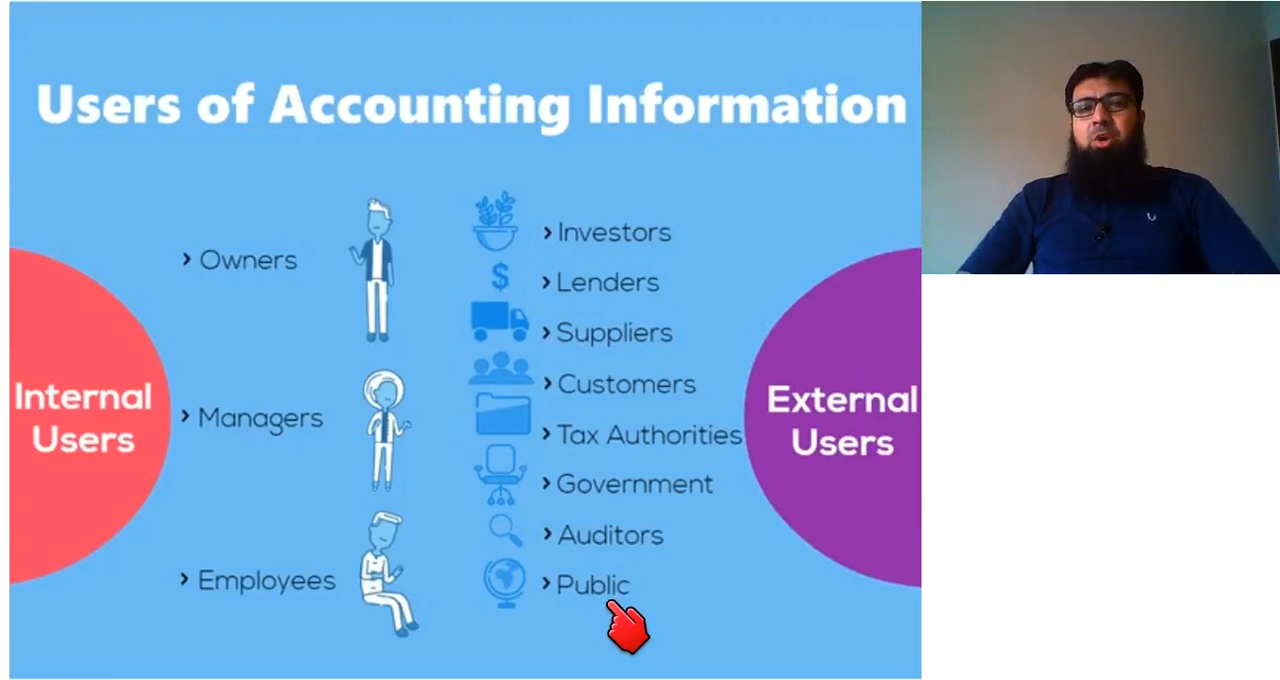 Users of Accounting Information
Internal
Users
› Owners
› Managers
› Employees
$
› Investors
› Lenders
› Suppliers
› Customers
› Tax Authorities
› Government
› Auditors
› Public
External
Users